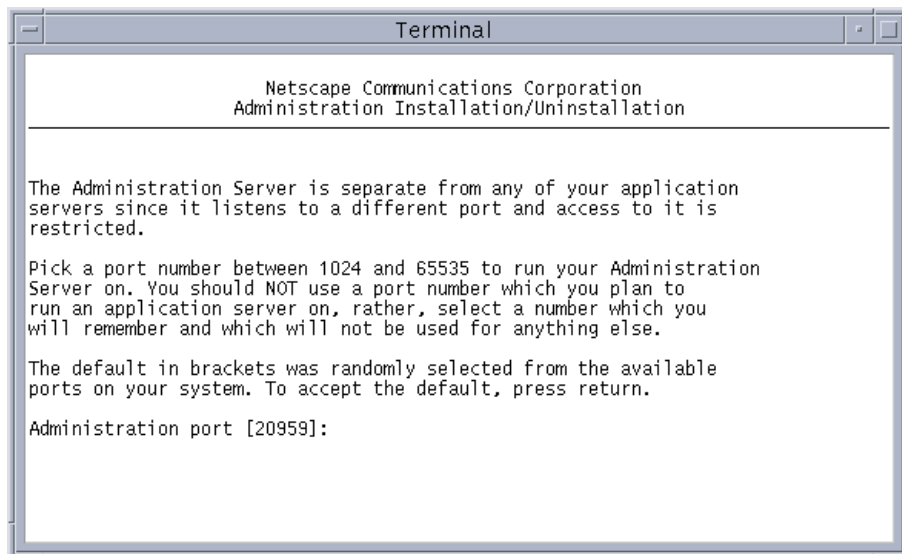 Terminal
Netscape Communications Corporation
Administration Installation/Uninstallation
The Administration Server is separate from any of your application
servers since it listens to a different port and access to it is
restricted.
Pick a port number between 1024 and 65535 to run your Administration
Server on. You should NOT use a port number which you plan to
run an application server on, rather, select a number which you
will remember and which will not be used for anything else.
The default in brackets was randomly selected from the available
ports on your system. To accept the default, press return.
Administration port [20959]: